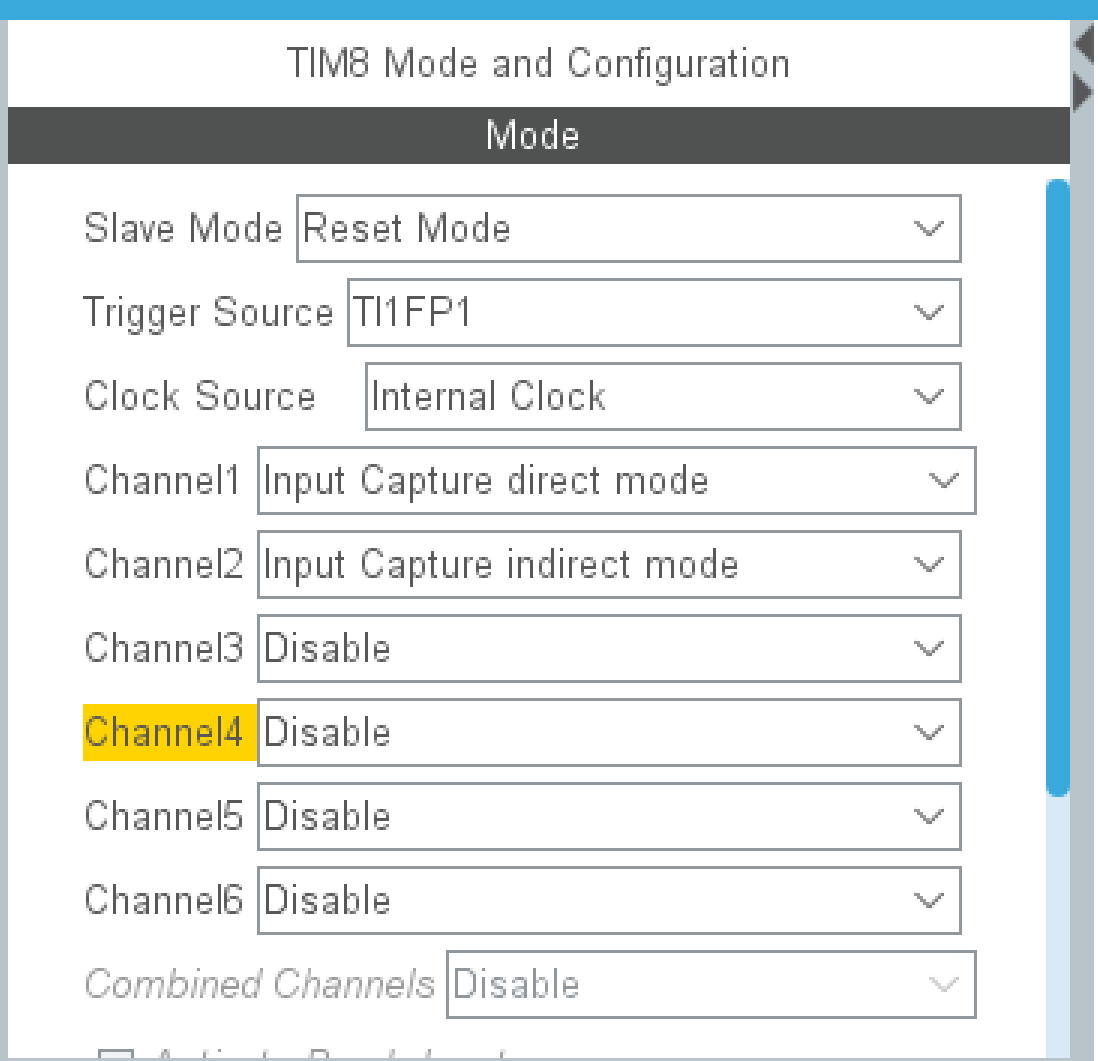 TIM8 Mode and Configuration
Mode
Slave Mode Reset Mode
Trigger Source TI1FP1
Clock Source Internal Clock
Channel1 Input Capture direct mode
Channel2 Input Capture indirect mode
Channel3 Disable
Channel4 Disable
Channel5 Disable
Channel6 Disable
Combined Channels Disable